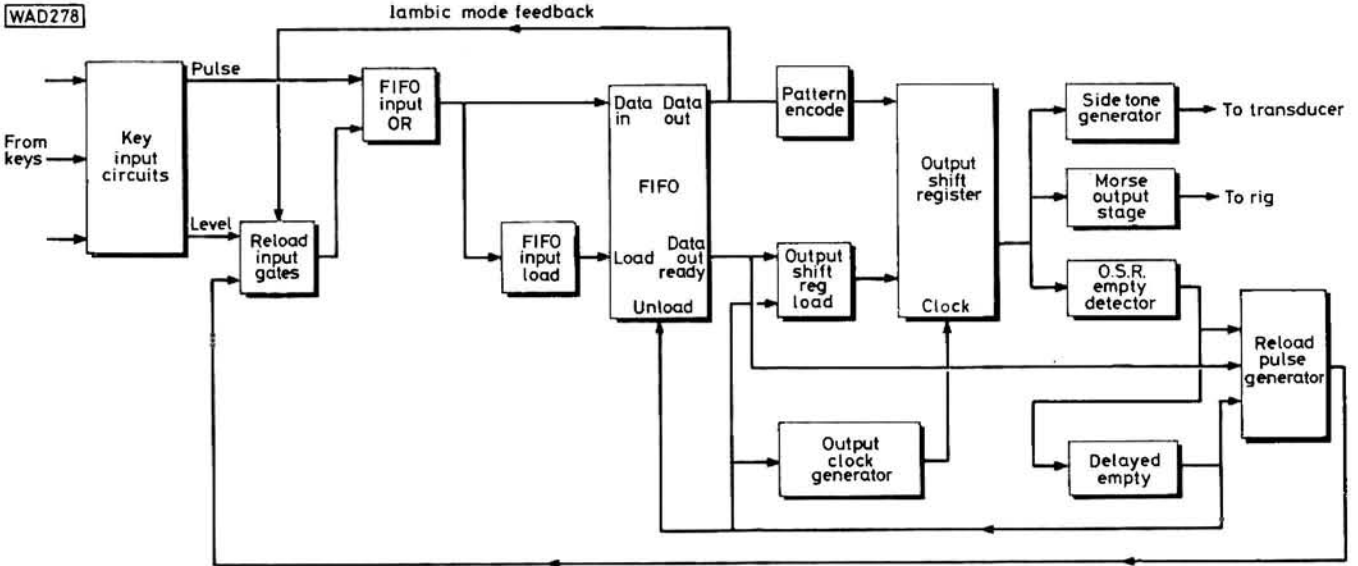 WAD278
Iambic mode feedback
From
keys
Key
input
circuits
Pulse
Level
Reload
input
gates
FIFO
input
OR
FIFO
input
load
Data in
Data out
FIFO
Load
Data out ready
Unload
Pattern
encode
Output
shift
reg
load
Output
shift
register
Clock
Output
clock
generator
Side tone
generator
To transducer
Morse
output
stage
To rig
O.S.R.
empty
detector
Delayed
empty
Reload
pulse
generator